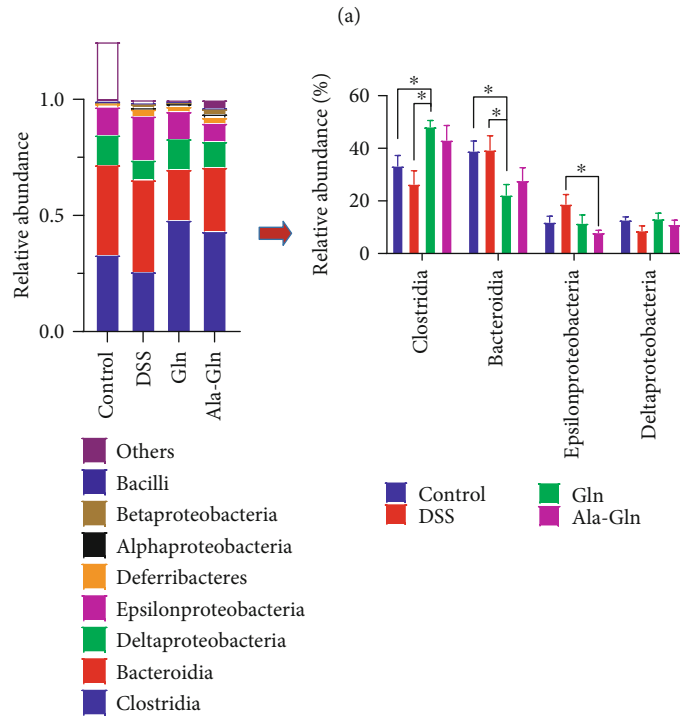 (a)
Relative abundance
1.0
0.5
0.0
Control
DSS
Gln
Ala-Gln
Others
Bacilli
Betaproteobacteria
Alphaproteobacteria
Deferribacteres
Epsilonproteobacteria
Deltaproteobacteria
Bacteroidia
Clostridia
Relative abundance (%)
60
40
20
0
*
*
*
*
*
Clostridia
Bacteroidia
Epsilonproteobacteria
Deltaproteobacteria
Control
DSS
Gln
Ala-Gln